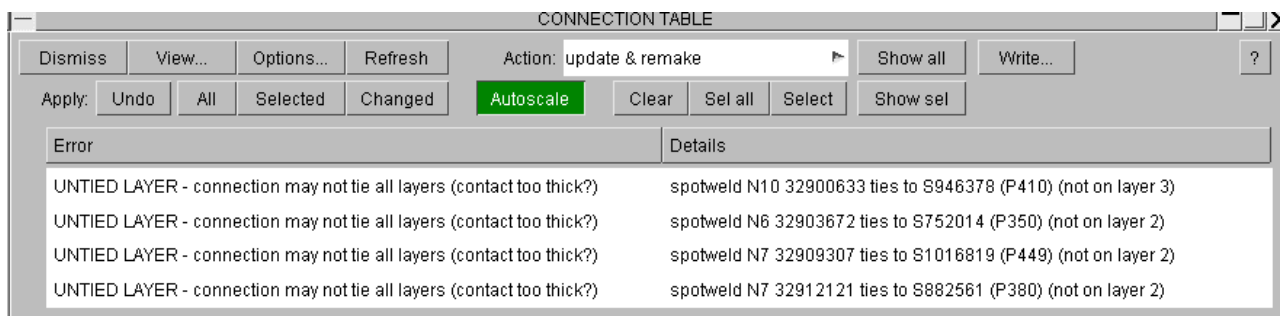 CONNECTION TABLE
Dismiss View... Options... Refresh Action: update & remake Show all Write... ?
Apply: Undo All Selected Changed Autoscale Clear Sel all Select Show sel
Error Details
UNTIED LAYER - connection may not tie all layers (contact too thick?) spotweld N10 32900633 ties to S946378 (P410) (not on layer 3)
UNTIED LAYER - connection may not tie all layers (contact too thick?) spotweld N6 32903672 ties to S752014 (P350) (not on layer 2)
UNTIED LAYER - connection may not tie all layers (contact too thick?) spotweld N7 32909307 ties to S1016819 (P449) (not on layer 2)
UNTIED LAYER - connection may not tie all layers (contact too thick?) spotweld N7 32912121 ties to S882561 (P380) (not on layer 2)